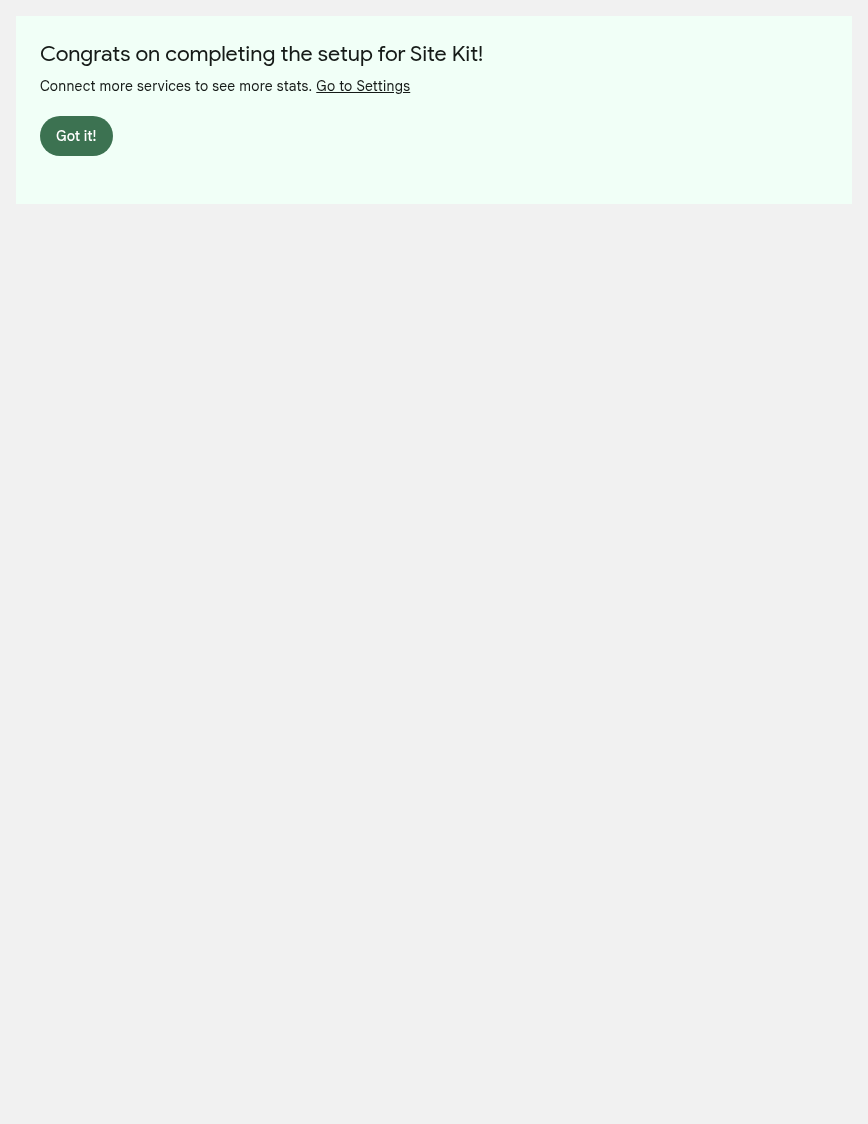 Congrats on completing the setup for Site Kit!
Connect more services to see more stats. Go to Settings
Got it!